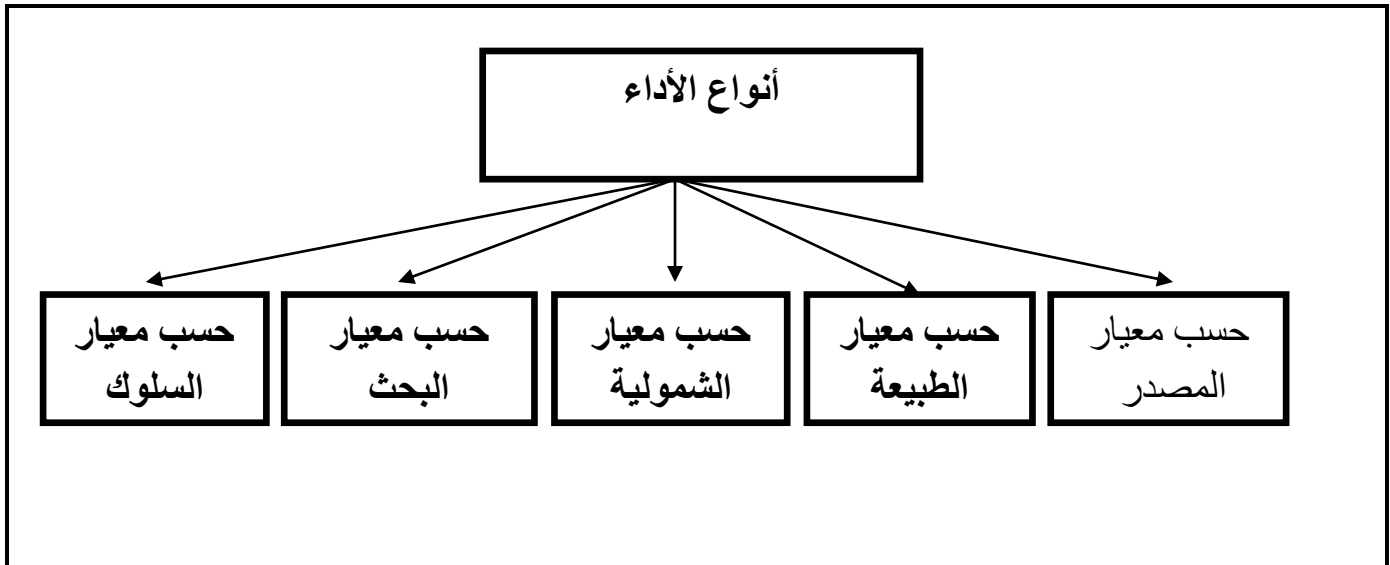 أنواع الأداء
حسب معيار
المصدر
حسب معيار
الطبيعة
حسب معيار
الشمولية
حسب معيار
البحث
حسب معيار
السلوك